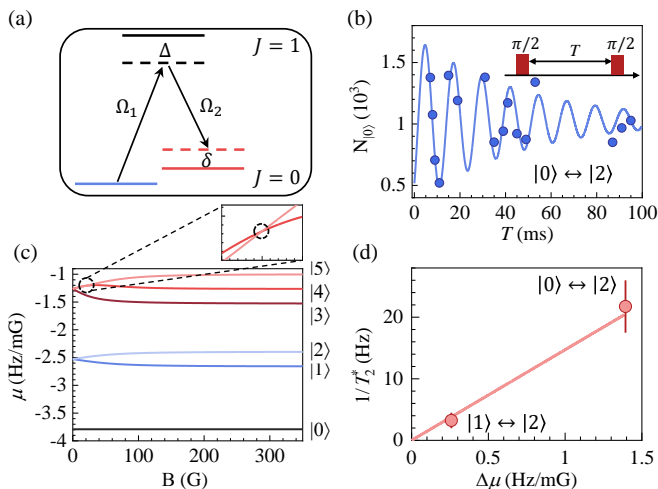 (a)
J = 1
Δ
Ω₁
Ω₂
δ
J = 0
(b)
π/2
T
π/2
N|0⟩ (10³)
1.5
1.0
0.5
|0⟩ ↔ |2⟩
0 20 40 60 80 100
T (ms)
(c)
μ (Hz/mG)
-1
-1.5
-2
-2.5
-3
-3.5
-4
|5⟩
|4⟩
|3⟩
|2⟩
|1⟩
|0⟩
0 100 200 300
B (G)
(d)
1/T₂* (Hz)
20
10
0
|0⟩ ↔ |2⟩
|1⟩ ↔ |2⟩
0 0.5 1 1.5
Δμ (Hz/mG)